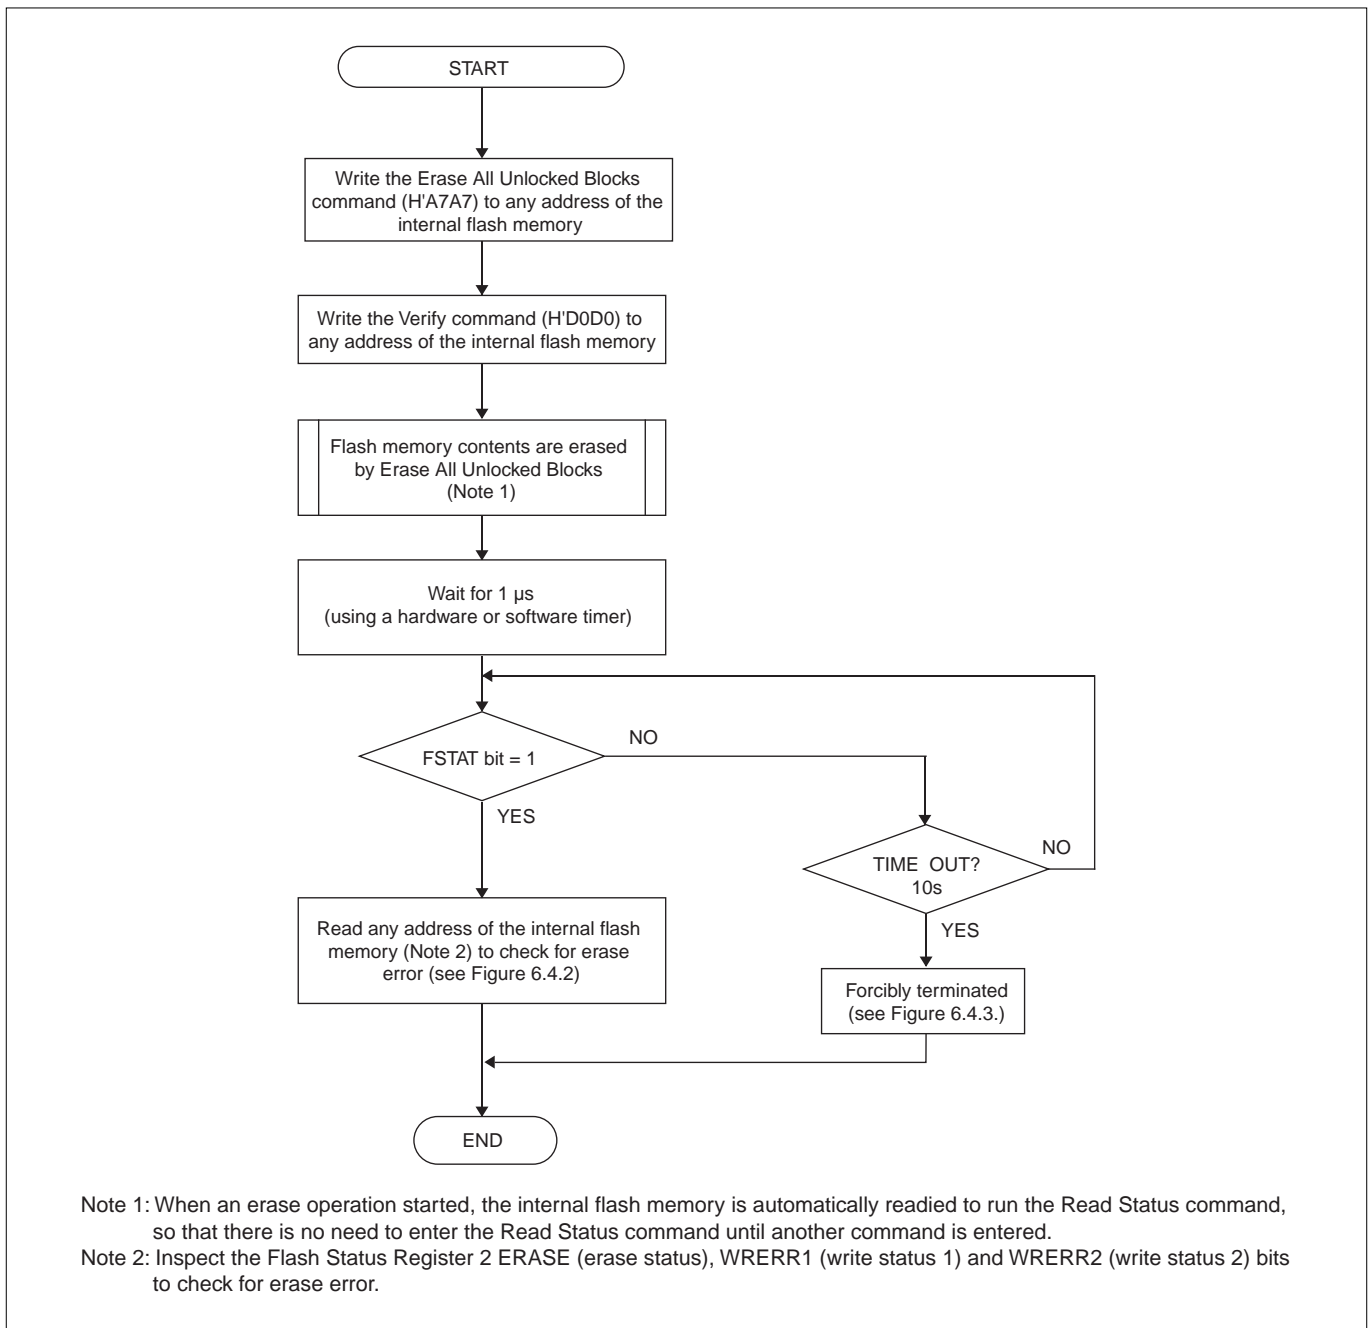 START
Write the Erase All Unlocked Blocks
command (H'A7A7) to any address of the
internal flash memory
Write the Verify command (H'D0D0) to
any address of the internal flash memory
Flash memory contents are erased
by Erase All Unlocked Blocks
(Note 1)
Wait for 1 µs
(using a hardware or software timer)
FSTAT bit = 1
NO
YES
TIME OUT?
10s
NO
YES
Read any address of the internal flash
memory (Note 2) to check for erase
error (see Figure 6.4.2)
Forcibly terminated
(see Figure 6.4.3.)
END
Note 1: When an erase operation started, the internal flash memory is automatically readied to run the Read Status command,
so that there is no need to enter the Read Status command until another command is entered.
Note 2: Inspect the Flash Status Register 2 ERASE (erase status), WRERR1 (write status 1) and WRERR2 (write status 2) bits
to check for erase error.